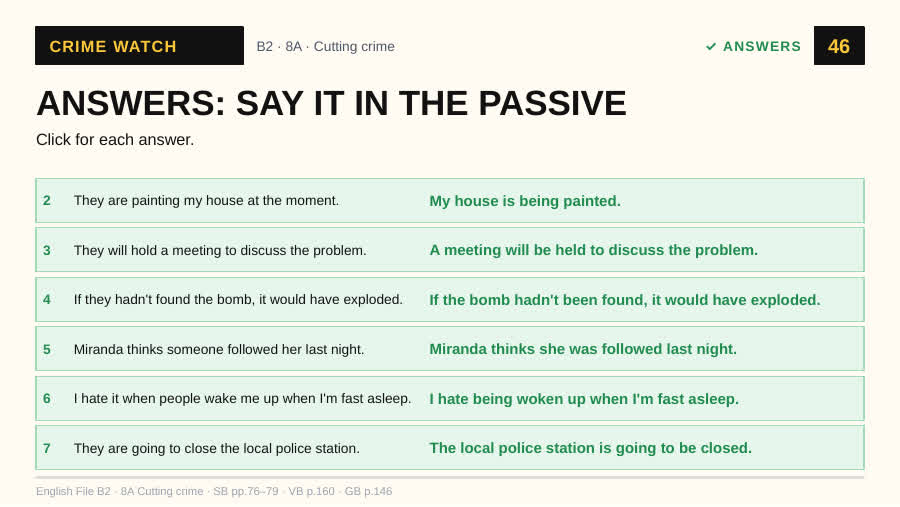 CRIME WATCH
B2 · 8A · Cutting crime
✓ ANSWERS
46
ANSWERS: SAY IT IN THE PASSIVE
Click for each answer.
2 They are painting my house at the moment. My house is being painted.
3 They will hold a meeting to discuss the problem. A meeting will be held to discuss the problem.
4 If they hadn't found the bomb, it would have exploded. If the bomb hadn't been found, it would have exploded.
5 Miranda thinks someone followed her last night. Miranda thinks she was followed last night.
6 I hate it when people wake me up when I'm fast asleep. I hate being woken up when I'm fast asleep.
7 They are going to close the local police station. The local police station is going to be closed.
English File B2 · 8A Cutting crime · SB pp.76–79 · VB p.160 · GB p.146